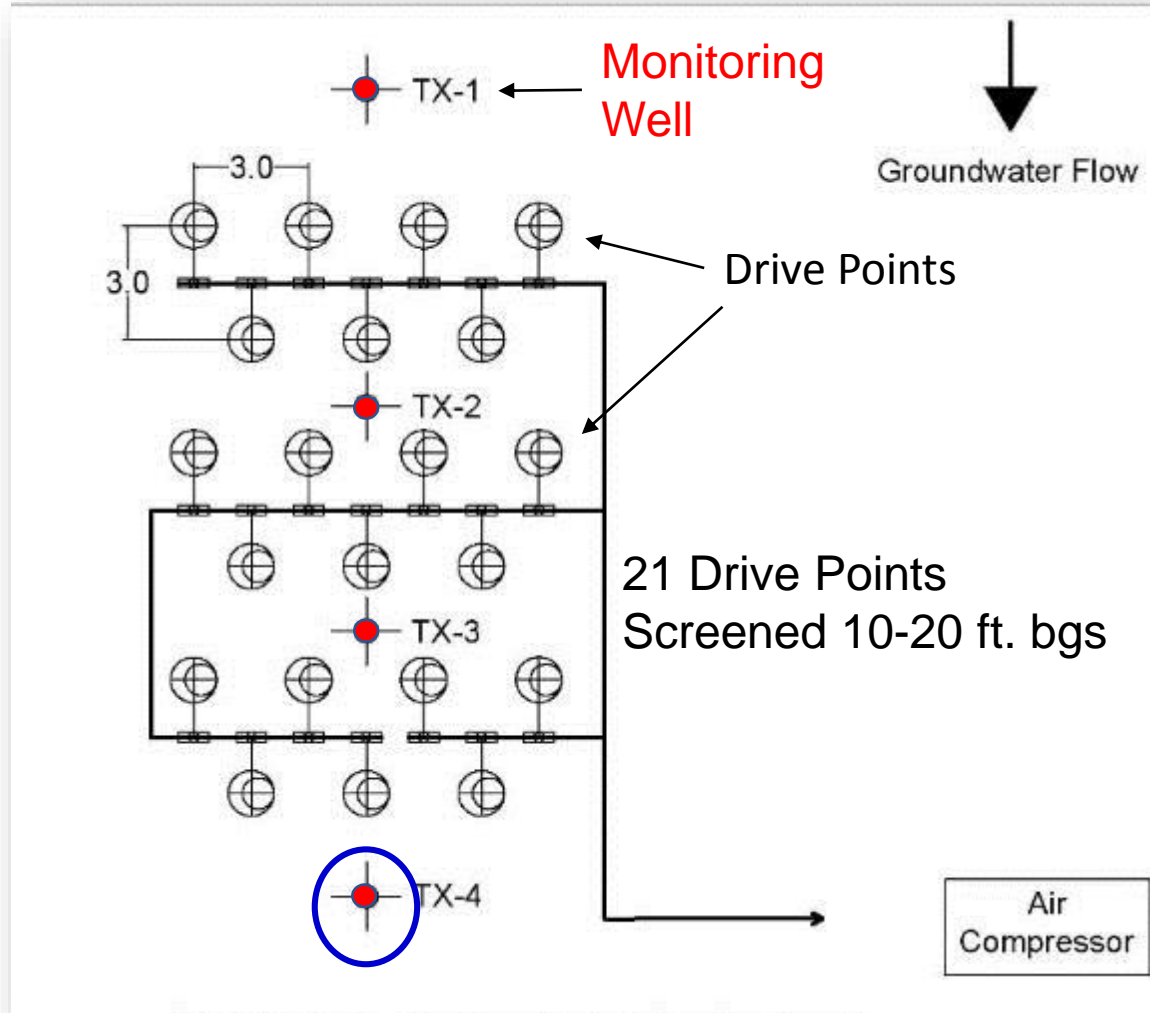 TX-1
Monitoring
Well
Groundwater Flow
3.0
3.0
Drive Points
TX-2
21 Drive Points
Screened 10-20 ft. bgs
TX-3
TX-4
Air
Compressor